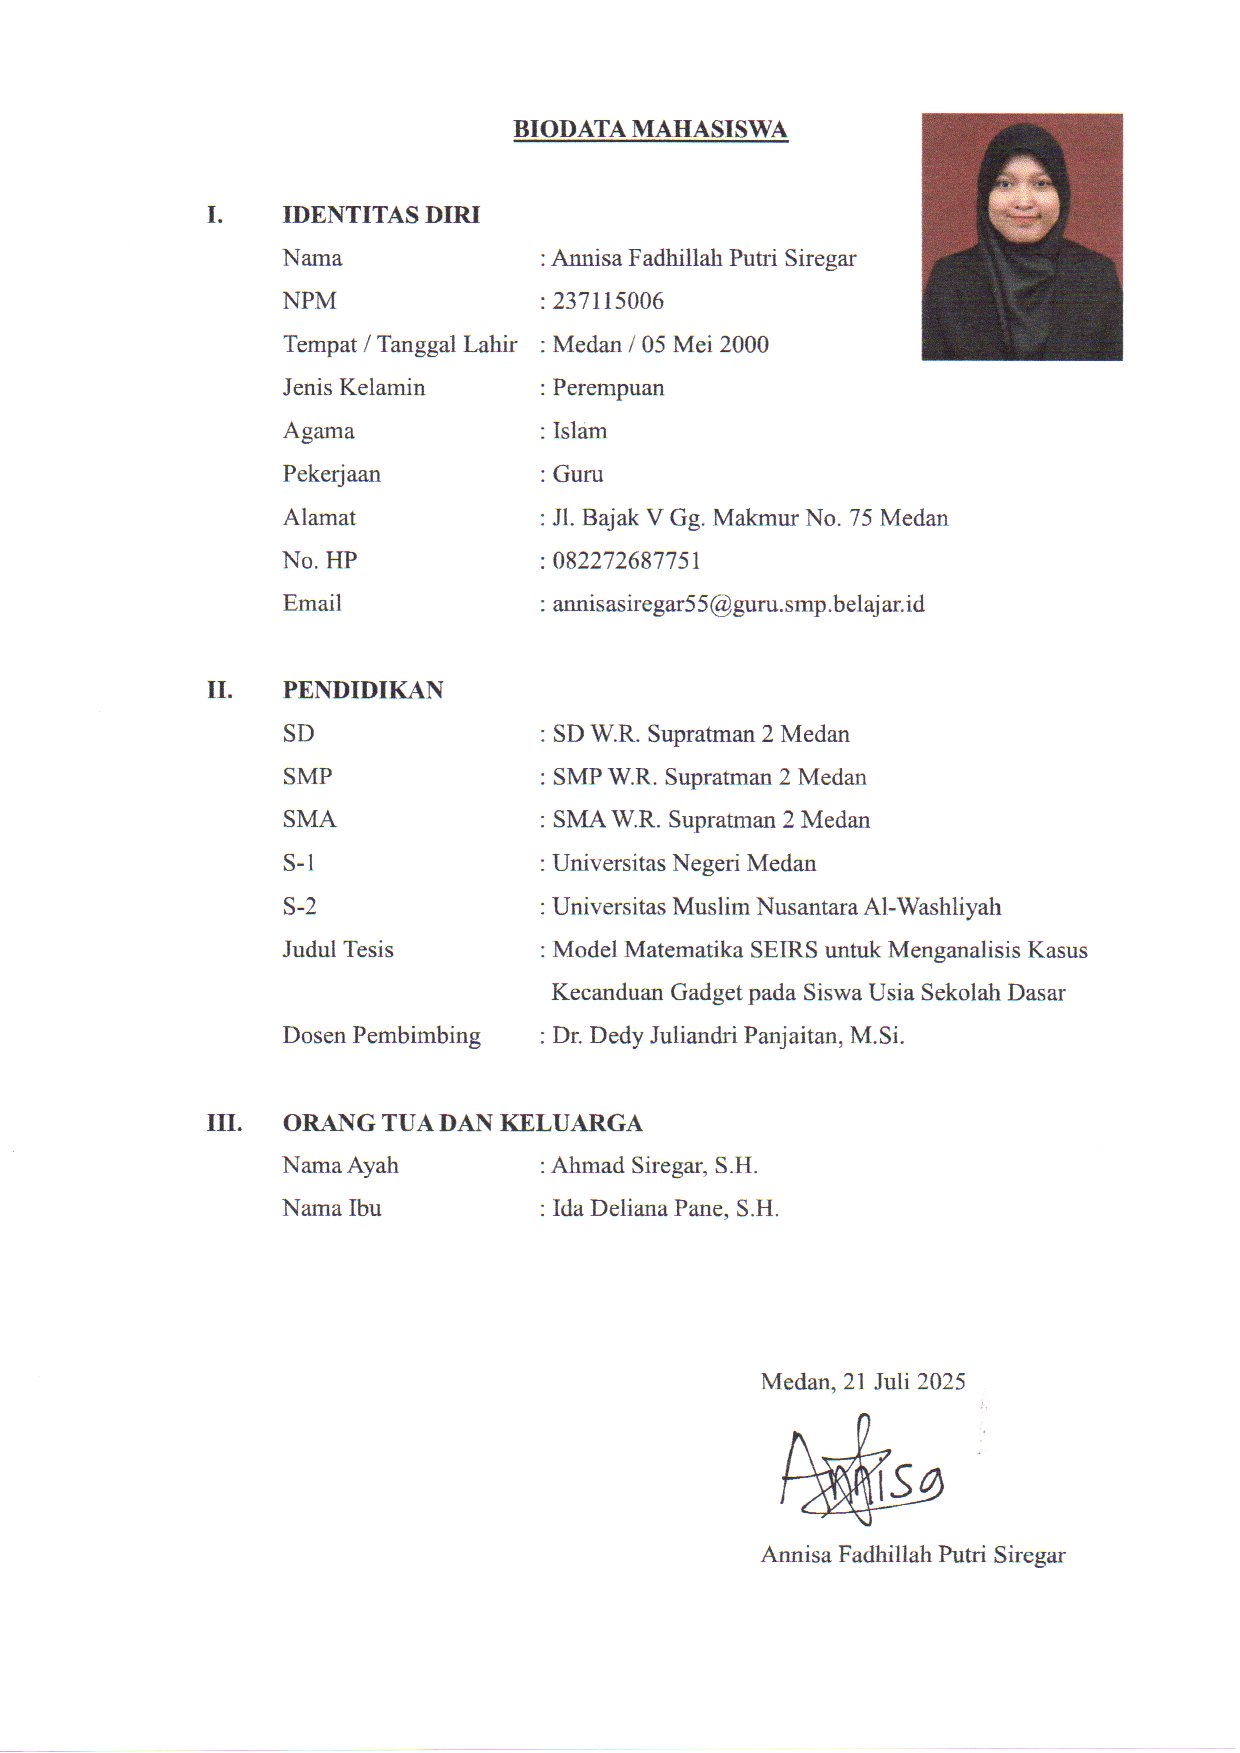 BIODATA MAHASISWA
I. IDENTITAS DIRI
Nama : Annisa Fadhillah Putri Siregar
NPM : 237115006
Tempat / Tanggal Lahir : Medan / 05 Mei 2000
Jenis Kelamin : Perempuan
Agama : Islam
Pekerjaan : Guru
Alamat : Jl. Bajak V Gg. Makmur No. 75 Medan
No. HP : 082272687751
Email : annisasiregar55@guru.smp.belajar.id
II. PENDIDIKAN
SD : SD W.R. Supratman 2 Medan
SMP : SMP W.R. Supratman 2 Medan
SMA : SMA W.R. Supratman 2 Medan
S-1 : Universitas Negeri Medan
S-2 : Universitas Muslim Nusantara Al-Washliyah
Judul Tesis : Model Matematika SEIRS untuk Menganalisis Kasus
Kecanduan Gadget pada Siswa Usia Sekolah Dasar
Dosen Pembimbing : Dr. Dedy Juliandri Panjaitan, M.Si.
III. ORANG TUA DAN KELUARGA
Nama Ayah : Ahmad Siregar, S.H.
Nama Ibu : Ida Deliana Pane, S.H.
Medan, 21 Juli 2025
Annisa
Annisa Fadhillah Putri Siregar